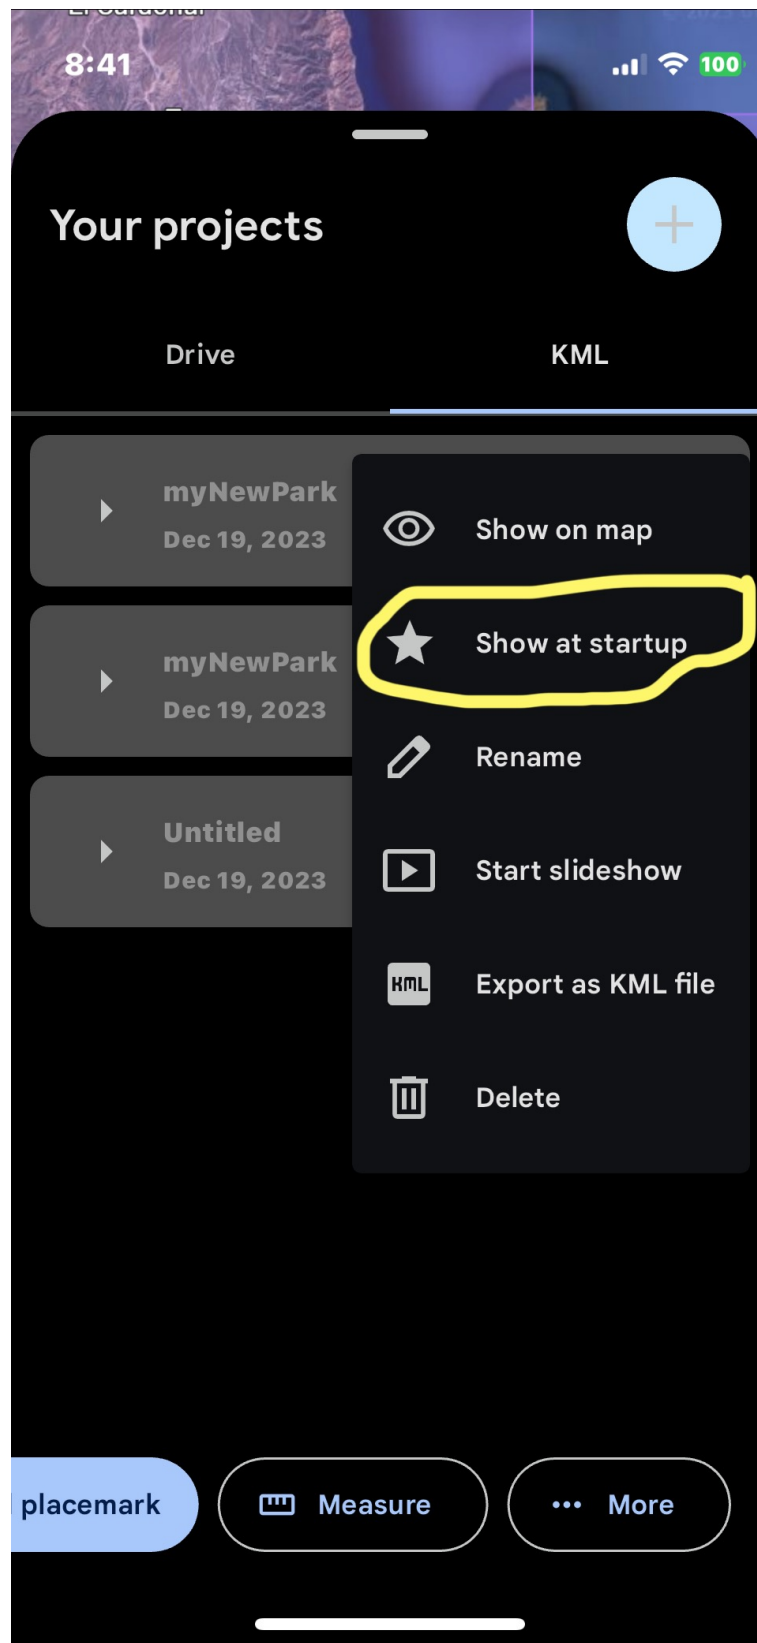 8:41
100
Your projects
Drive
KML
myNewPark
Dec 19, 2023
Show on map
Show at startup
myNewPark
Dec 19, 2023
Rename
Untitled
Dec 19, 2023
Start slideshow
KML
Export as KML file
Delete
placemark
Measure
More